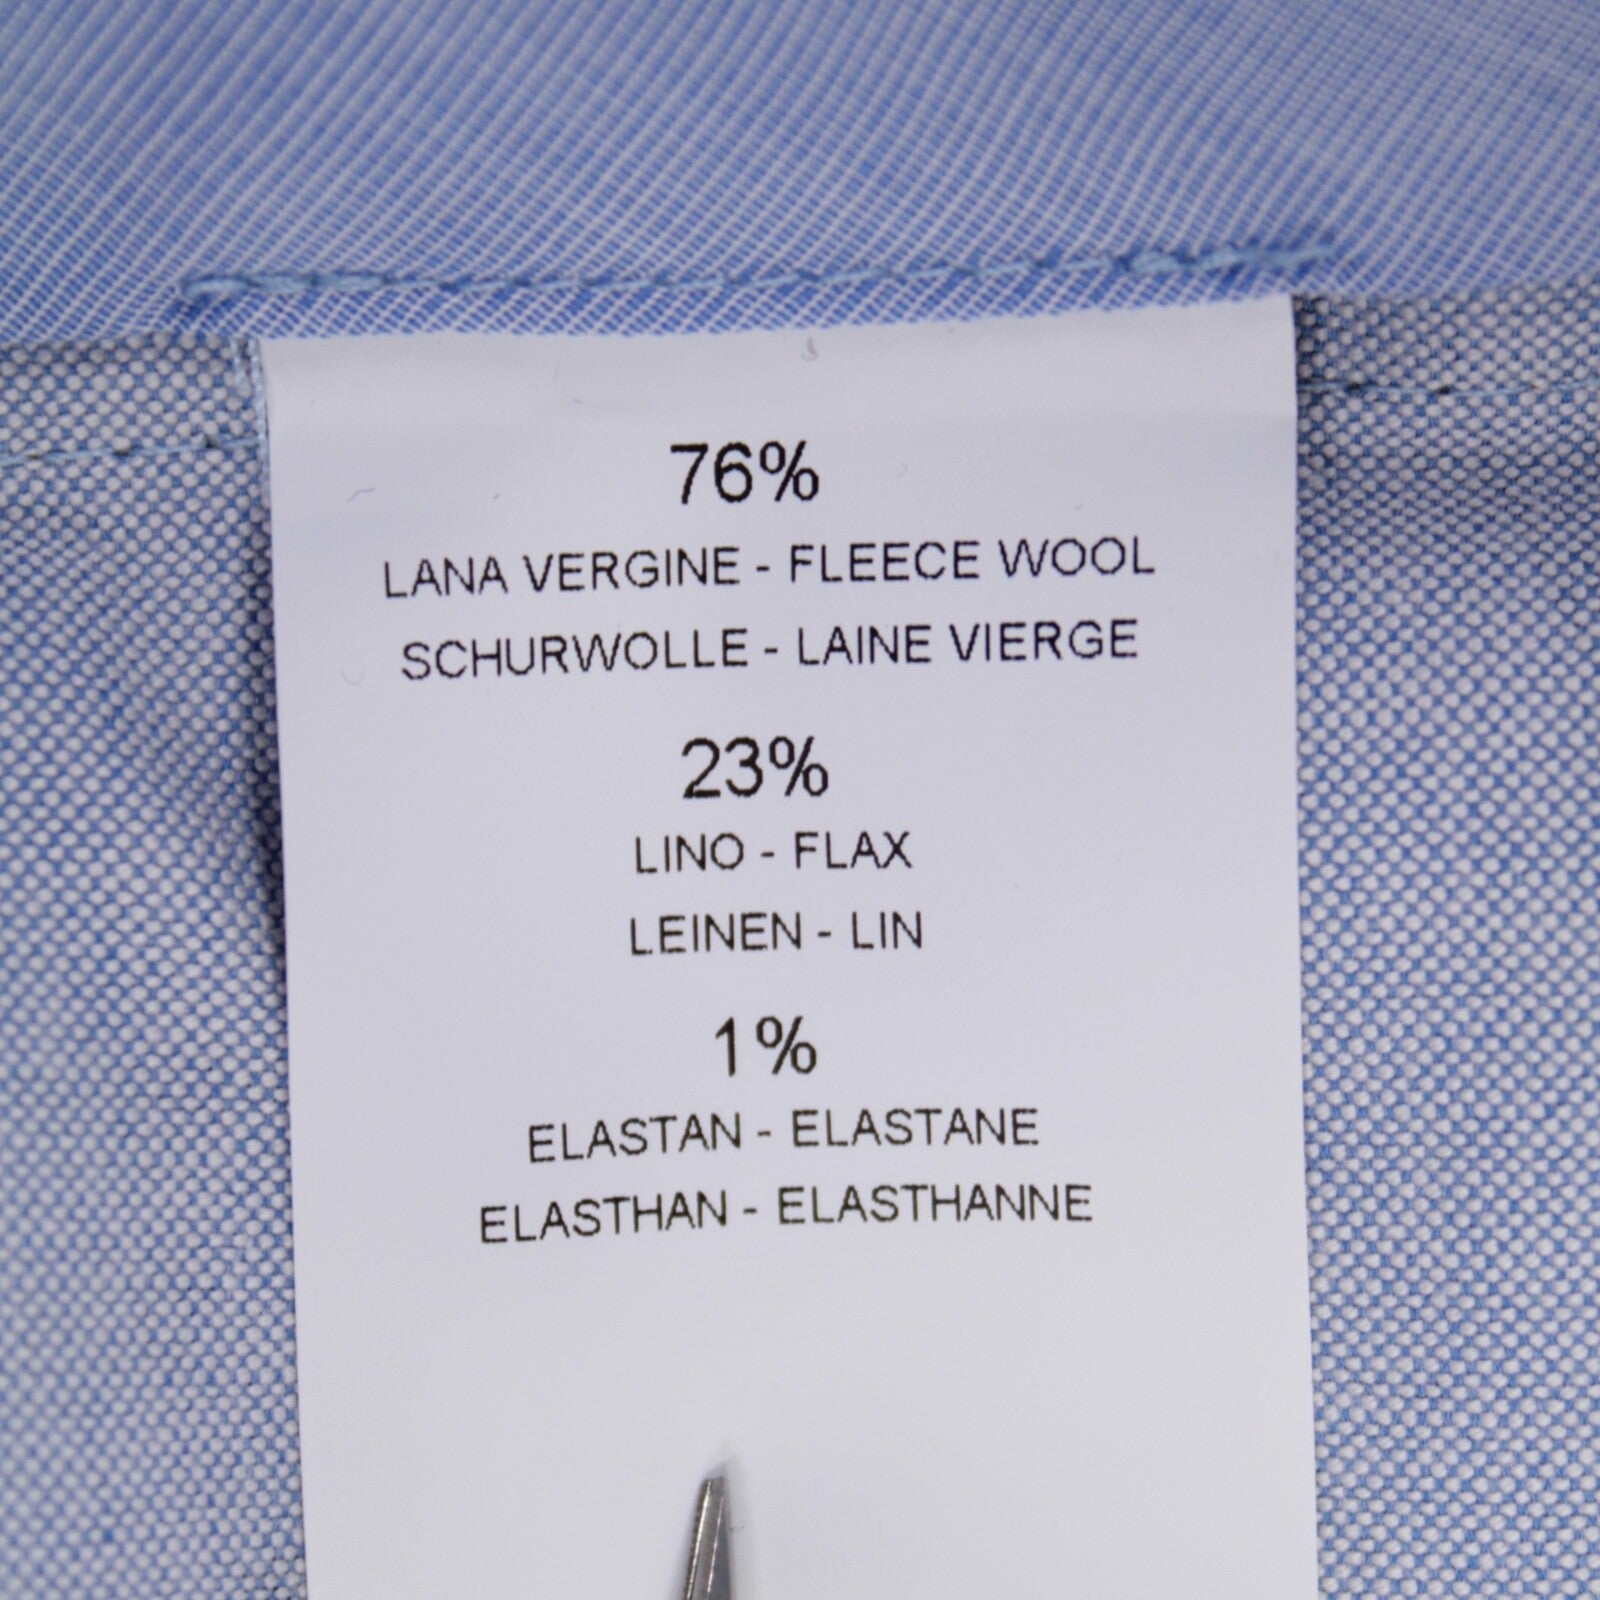 76%
LANA VERGINE - FLEECE WOOL
SCHURWOLLE - LAINE VIERGE
23%
LINO - FLAX
LEINEN - LIN
1%
ELASTAN - ELASTANE
ELASTHAN - ELASTHANNE